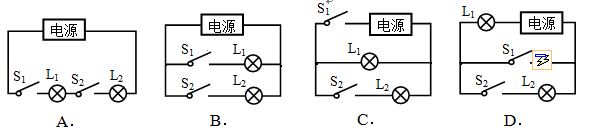 电源
S₁ L₁ S₂ L₂
A.
电源
S₁ L₁
S₂ L₂
B.
S₁ 电源
L₁
S₂ L₂
C.
L₁ 电源
S₁
S₂ L₂
D.